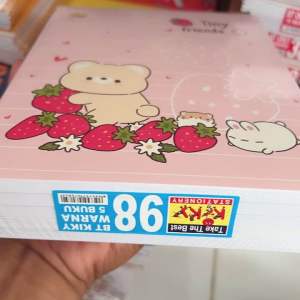 Tiny
friends
Take The Best
KIKY
STATIONERY
98
BT KIKY
WARNA
5 BUKU